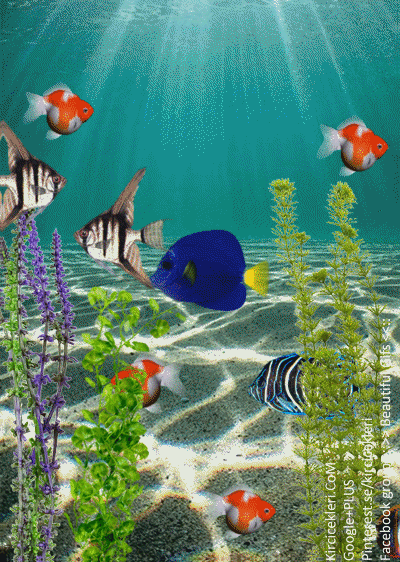 Kircicekleri.CoM
Google+PLUS > > >
Pinterest.se/kircicekleri
Facebook group >>> Beautiful Gifs <.: